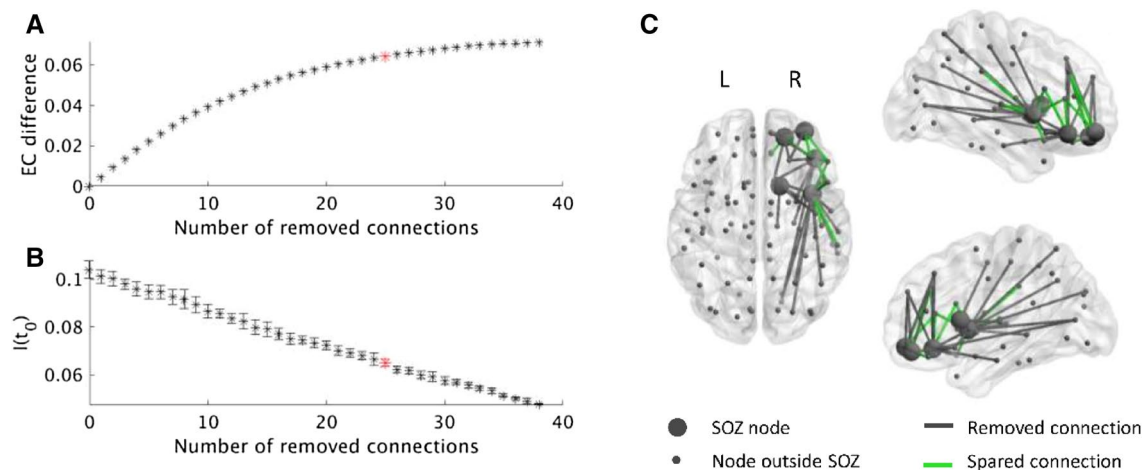 A
EC difference
0.06
0.04
0.02
0
0 10 20 30 40
Number of removed connections
B
I(t0)
0.1
0.08
0.06
0 10 20 30 40
Number of removed connections
C
L R
SOZ node
Node outside SOZ
Removed connection
Spared connection